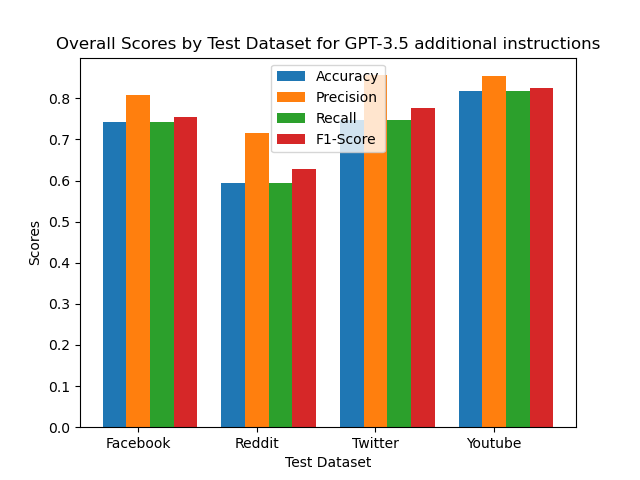 Overall Scores by Test Dataset for GPT-3.5 additional instructions
Accuracy
Precision
Recall
F1-Score
Scores
0.8
0.7
0.6
0.5
0.4
0.3
0.2
0.1
0.0
Facebook
Reddit
Twitter
Youtube
Test Dataset